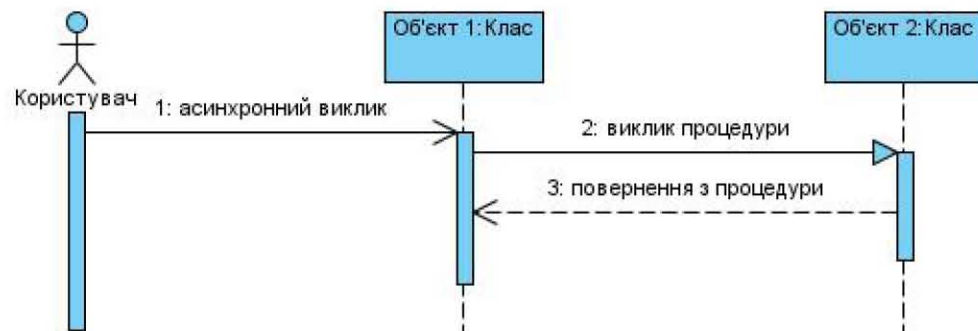 Об'єкт 1:Клас
Об'єкт 2:Клас
Користувач
1: асинхронний виклик
2: виклик процедури
3: повернення з процедури